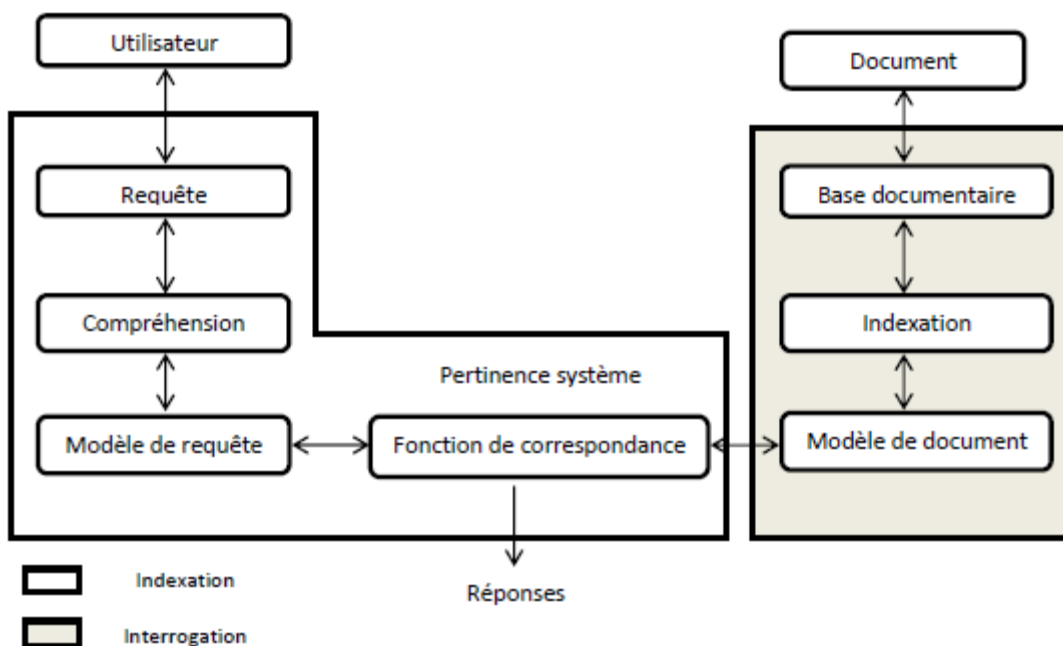 Utilisateur
Document
Requête
Base documentaire
Compréhension
Indexation
Pertinence système
Modèle de requête
Fonction de correspondance
Modèle de document
Réponses
Indexation
Interrogation